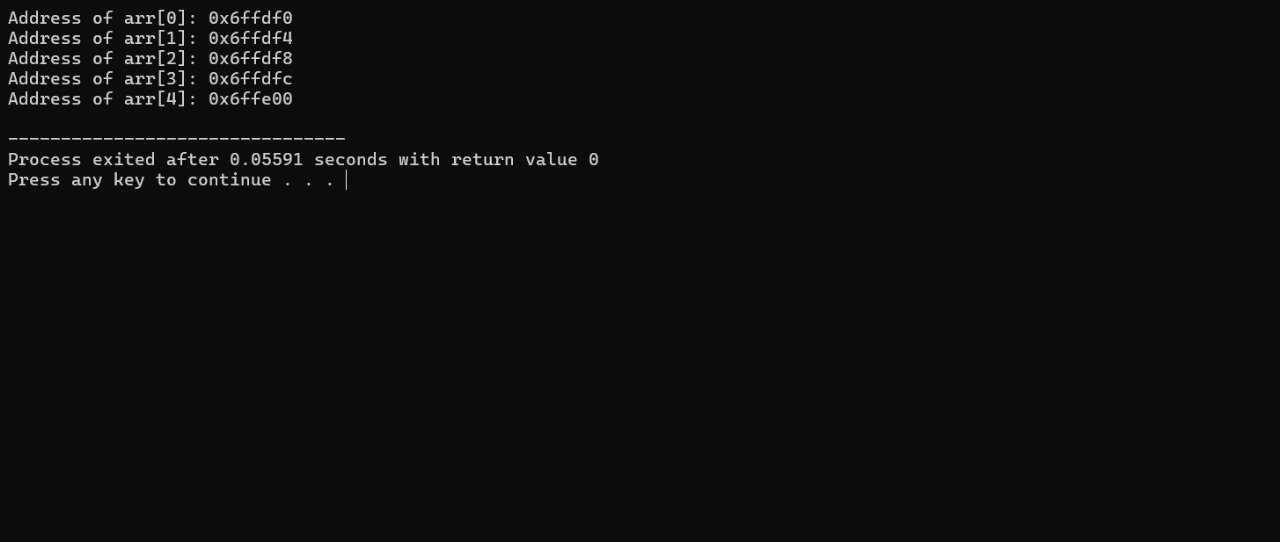 Address of arr[0]: 0x6ffdf0
Address of arr[1]: 0x6ffdf4
Address of arr[2]: 0x6ffdf8
Address of arr[3]: 0x6ffdfc
Address of arr[4]: 0x6ffe00
--------------------------------
Process exited after 0.05591 seconds with return value 0
Press any key to continue . . .